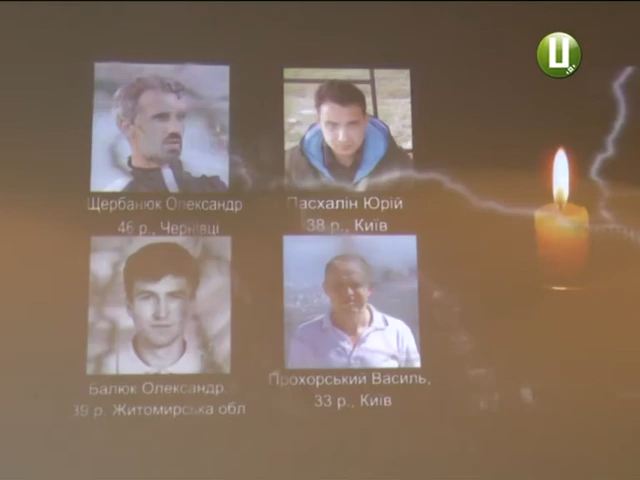 Ц
Щербанюк Олександр
46 р., Чернівці
Пасхалін Юрій
38 р., Київ
Балюк Олександр.
39 р. Житомирська обл
Прохорський Василь,
33 р., Київ